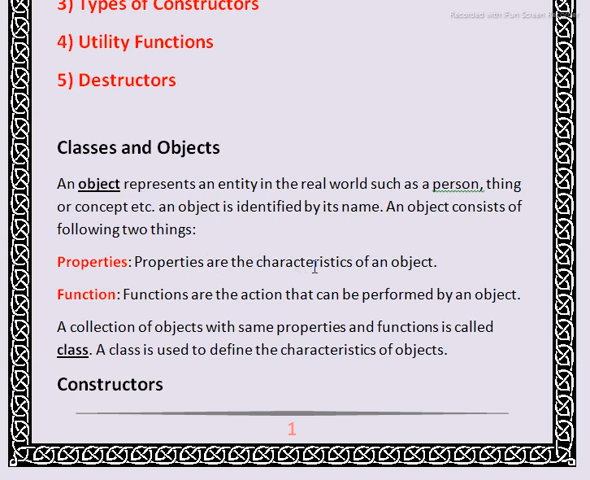 Recorded with iFun Screen
3) Types of Constructors
4) Utility Functions
5) Destructors
Classes and Objects
An object represents an entity in the real world such as a person, thing
or concept etc. an object is identified by its name. An object consists of
following two things:
Properties: Properties are the characteristics of an object.
Function: Functions are the action that can be performed by an object.
A collection of objects with same properties and functions is called
class. A class is used to define the characteristics of objects.
Constructors
1